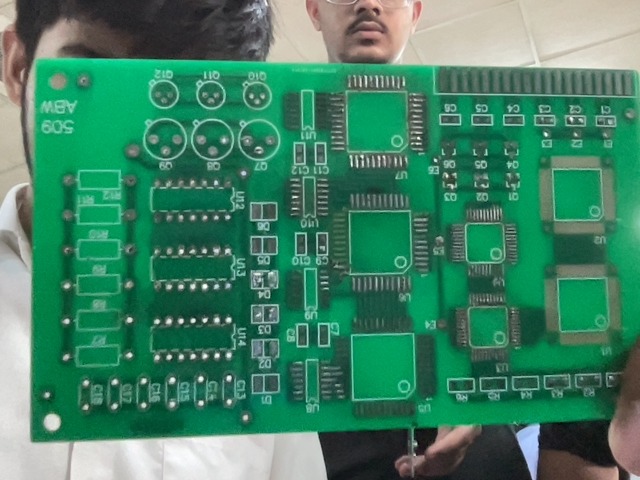 Q12 Q11 Q10
ABW
509
Q9 Q8 Q7
R12
R11
R10
R9
R8
R7
U12
U13
U14
C18 C17 C16 C15 C14 C13
D6
D5
D4
D3
D2
D1
U11
C12 C11
U10
C10 C9
U9
C8 C7
U8
U7
U6
U5
C6 C5 C4 C3 C2 C1
E3 E2 E1
E6
Q6 Q5 Q4
Q3 Q2 Q1
E5
U4
U2
E4
U3
U1
R6 R5 R4 R3 R2